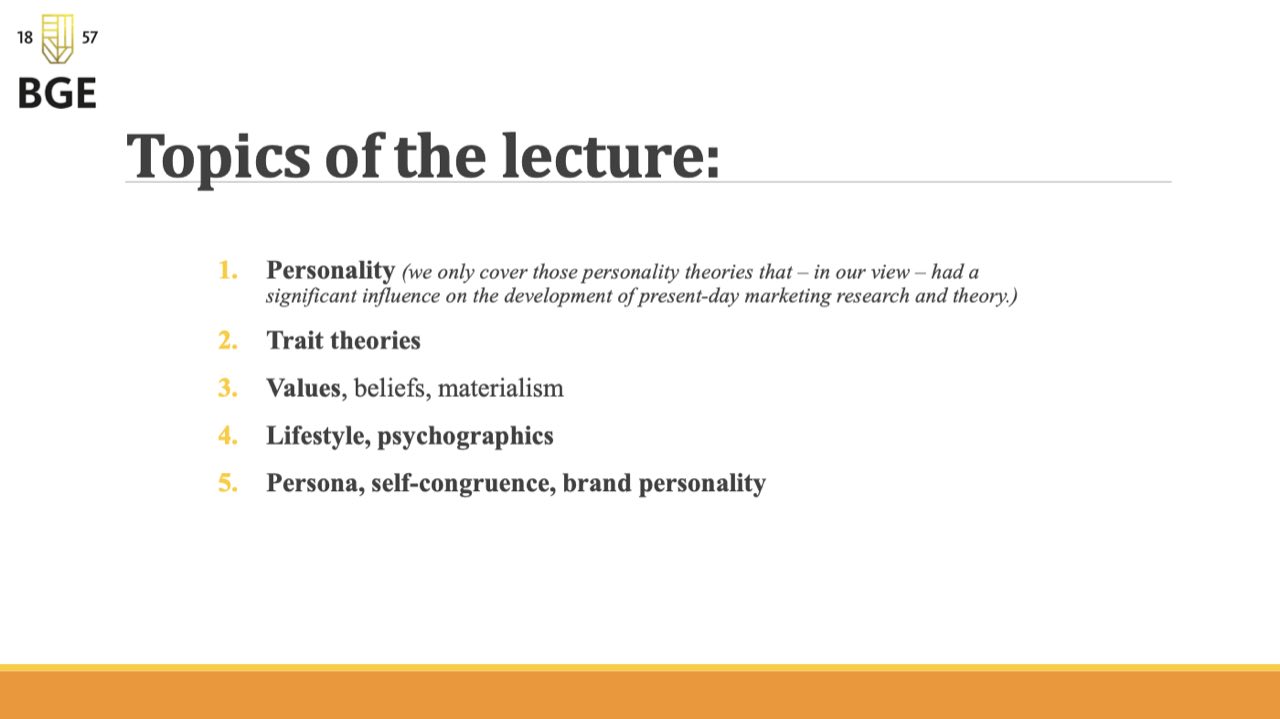 18 57
BGE
Topics of the lecture:
1. Personality (we only cover those personality theories that – in our view – had a
significant influence on the development of present-day marketing research and theory.)
2. Trait theories
3. Values, beliefs, materialism
4. Lifestyle, psychographics
5. Persona, self-congruence, brand personality